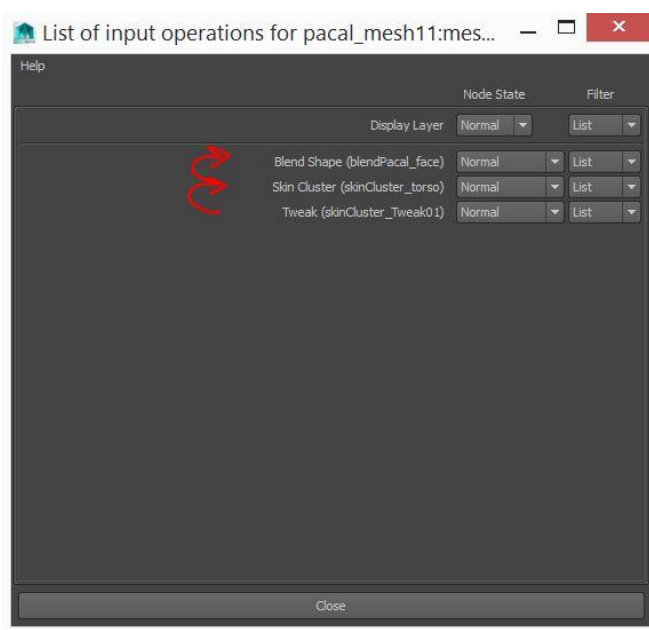 List of input operations for pacal_mesh11:mes...
Help
Node State Filter
Display Layer Normal List
Blend Shape (blendPacal_face) Normal List
Skin Cluster (skinCluster_torso) Normal List
Tweak (skinCluster_Tweak01) Normal List
Close